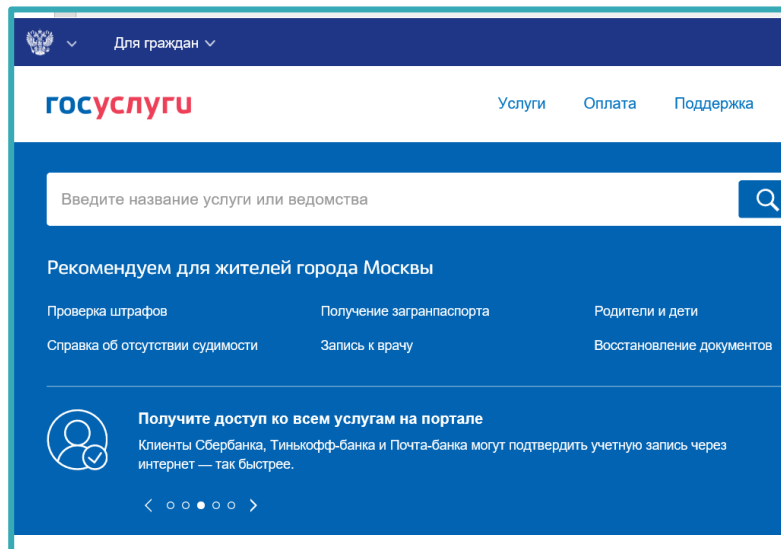 Для граждан
госуслуги
Услуги Оплата Поддержка
Введите название услуги или ведомства
Рекомендуем для жителей города Москвы
Проверка штрафов Получение загранпаспорта Родители и дети
Справка об отсутствии судимости Запись к врачу Восстановление документов
Получите доступ ко всем услугам на портале
Клиенты Сбербанка, Тинькофф-банка и Почта-банка могут подтвердить учетную запись через
интернет — так быстрее.